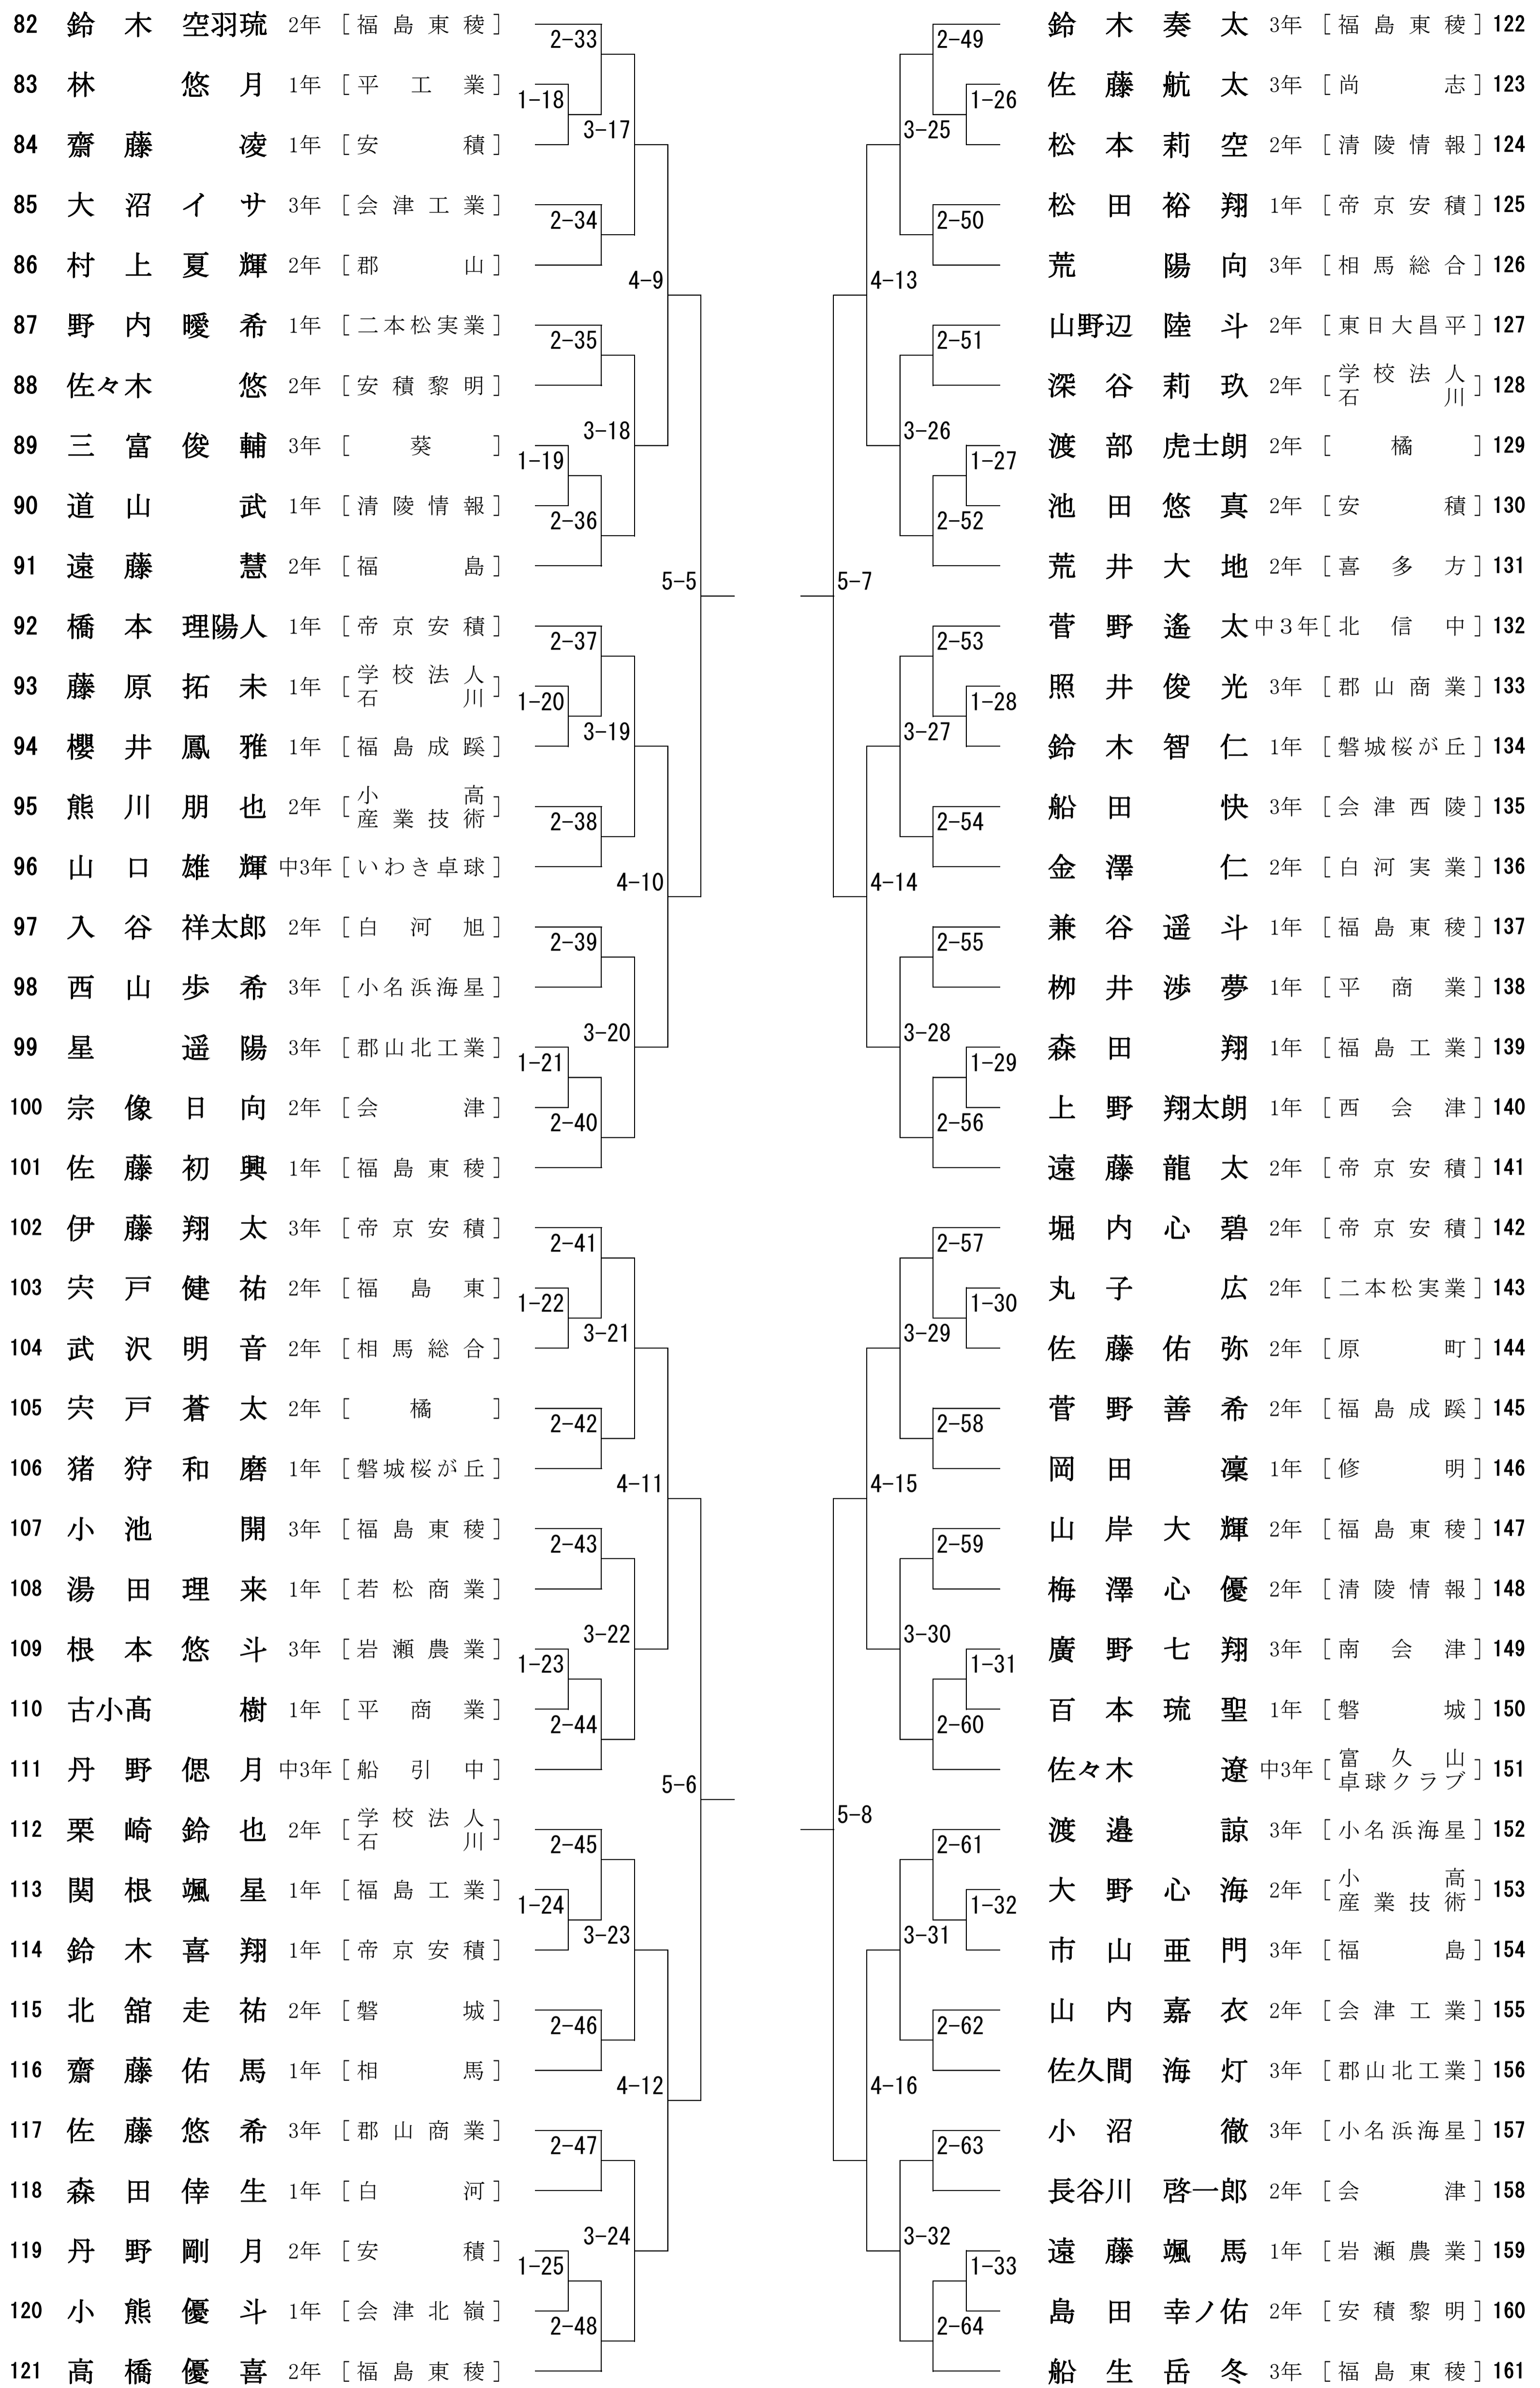 82 鈴木 空羽琉 2年 [福島東稜]
83 林 悠月 1年 [平工業]
84 齋藤 凌 1年 [安積]
85 大沼イサ 3年 [会津工業]
86 村上夏輝 2年 [郡山]
87 野内曖希 1年 [二本松実業]
88 佐々木 悠 2年 [安積黎明]
89 三富俊輔 3年 [葵]
90 道山 武 1年 [清陵情報]
91 遠藤 慧 2年 [福島]
92 橋本 理陽人 1年 [帝京安積]
93 藤原拓未 1年 [学校法人石川]
94 櫻井鳳雅 1年 [福島成蹊]
95 熊川朋也 2年 [小高産業技術]
96 山口雄輝 中3年 [いわき卓球]
97 入谷 祥太郎 2年 [白河旭]
98 西山歩希 3年 [小名浜海星]
99 星 遥陽 3年 [郡山北工業]
100 宗像日向 2年 [会津]
101 佐藤初興 1年 [福島東稜]
102 伊藤翔太 3年 [帝京安積]
103 宍戸健祐 2年 [福島東]
104 武沢明音 2年 [相馬総合]
105 宍戸蒼太 2年 [橘]
106 猪狩和磨 1年 [磐城桜が丘]
107 小池 開 3年 [福島東稜]
108 湯田理来 1年 [若松商業]
109 根本悠斗 3年 [岩瀬農業]
110 古小髙 樹 1年 [平商業]
111 丹野偲月 中3年 [船引中]
112 栗崎鈴也 2年 [学校法人石川]
113 関根颯星 1年 [福島工業]
114 鈴木喜翔 1年 [帝京安積]
115 北舘走祐 2年 [磐城]
116 齋藤佑馬 1年 [相馬]
117 佐藤悠希 3年 [郡山商業]
118 森田倖生 1年 [白河]
119 丹野剛月 2年 [安積]
120 小熊優斗 1年 [会津北嶺]
121 高橋優喜 2年 [福島東稜]
2-33
1-18
3-17
2-34
4-9
2-35
3-18
1-19
2-36
5-5
2-37
1-20
3-19
2-38
4-10
2-39
3-20
1-21
2-40
2-41
1-22
3-21
2-42
4-11
2-43
3-22
1-23
2-44
5-6
2-45
1-24
3-23
2-46
4-12
2-47
3-24
1-25
2-48
2-49
1-26
3-25
2-50
4-13
2-51
3-26
1-27
2-52
5-7
2-53
1-28
3-27
2-54
4-14
2-55
3-28
1-29
2-56
2-57
1-30
3-29
2-58
4-15
2-59
3-30
1-31
2-60
5-8
2-61
1-32
3-31
2-62
4-16
2-63
3-32
1-33
2-64
鈴木奏太 3年 [福島東稜] 122
佐藤航太 3年 [尚志] 123
松本莉空 2年 [清陵情報] 124
松田裕翔 1年 [帝京安積] 125
荒 陽向 3年 [相馬総合] 126
山野辺 陸斗 2年 [東日大昌平] 127
深谷莉玖 2年 [学校法人石川] 128
渡部 虎士朗 2年 [橘] 129
池田悠真 2年 [安積] 130
荒井大地 2年 [喜多方] 131
菅野遙太 中3年 [北信中] 132
照井俊光 3年 [郡山商業] 133
鈴木智仁 1年 [磐城桜が丘] 134
船田 快 3年 [会津西陵] 135
金澤 仁 2年 [白河実業] 136
兼谷遥斗 1年 [福島東稜] 137
栁井渉夢 1年 [平商業] 138
森田 翔 1年 [福島工業] 139
上野 翔太朗 1年 [西会津] 140
遠藤龍太 2年 [帝京安積] 141
堀内心碧 2年 [帝京安積] 142
丸子 広 2年 [二本松実業] 143
佐藤佑弥 2年 [原町] 144
菅野善希 2年 [福島成蹊] 145
岡田 凜 1年 [修明] 146
山岸大輝 2年 [福島東稜] 147
梅澤心優 2年 [清陵情報] 148
廣野七翔 3年 [南会津] 149
百本琉聖 1年 [磐城] 150
佐々木 遼 中3年 [富久山卓球クラブ] 151
渡邉 諒 3年 [小名浜海星] 152
大野心海 2年 [小高産業技術] 153
市山亜門 3年 [福島] 154
山内嘉衣 2年 [会津工業] 155
佐久間 海灯 3年 [郡山北工業] 156
小沼 徹 3年 [小名浜海星] 157
長谷川 啓一郎 2年 [会津] 158
遠藤颯馬 1年 [岩瀬農業] 159
島田 幸ノ佑 2年 [安積黎明] 160
船生岳冬 3年 [福島東稜] 161